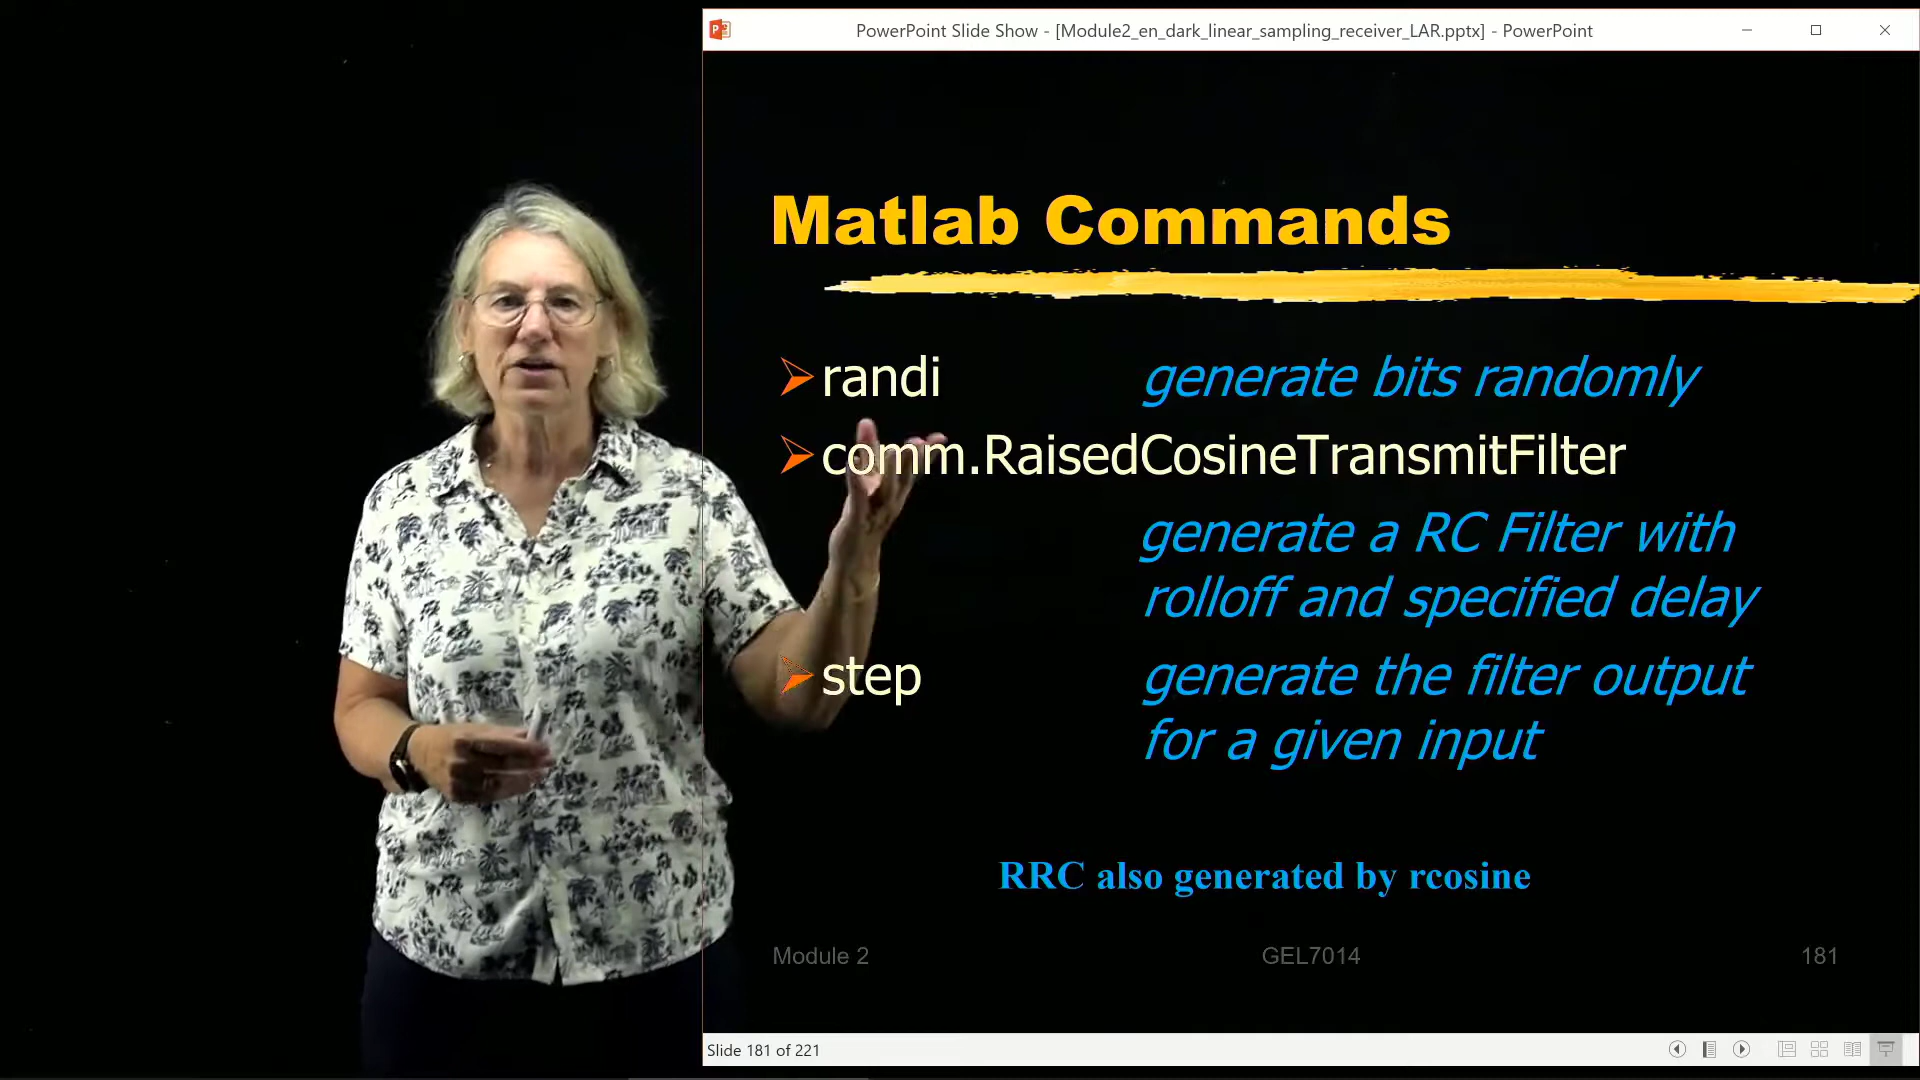 PowerPoint Slide Show - [Module2_en_dark_linear_sampling_receiver_LAR.pptx] - PowerPoint
Matlab Commands
randi generate bits randomly
comm.RaisedCosineTransmitFilter
generate a RC Filter with
rolloff and specified delay
step generate the filter output
for a given input
RRC also generated by rcosine
Module 2 GEL7014 181
Slide 181 of 221